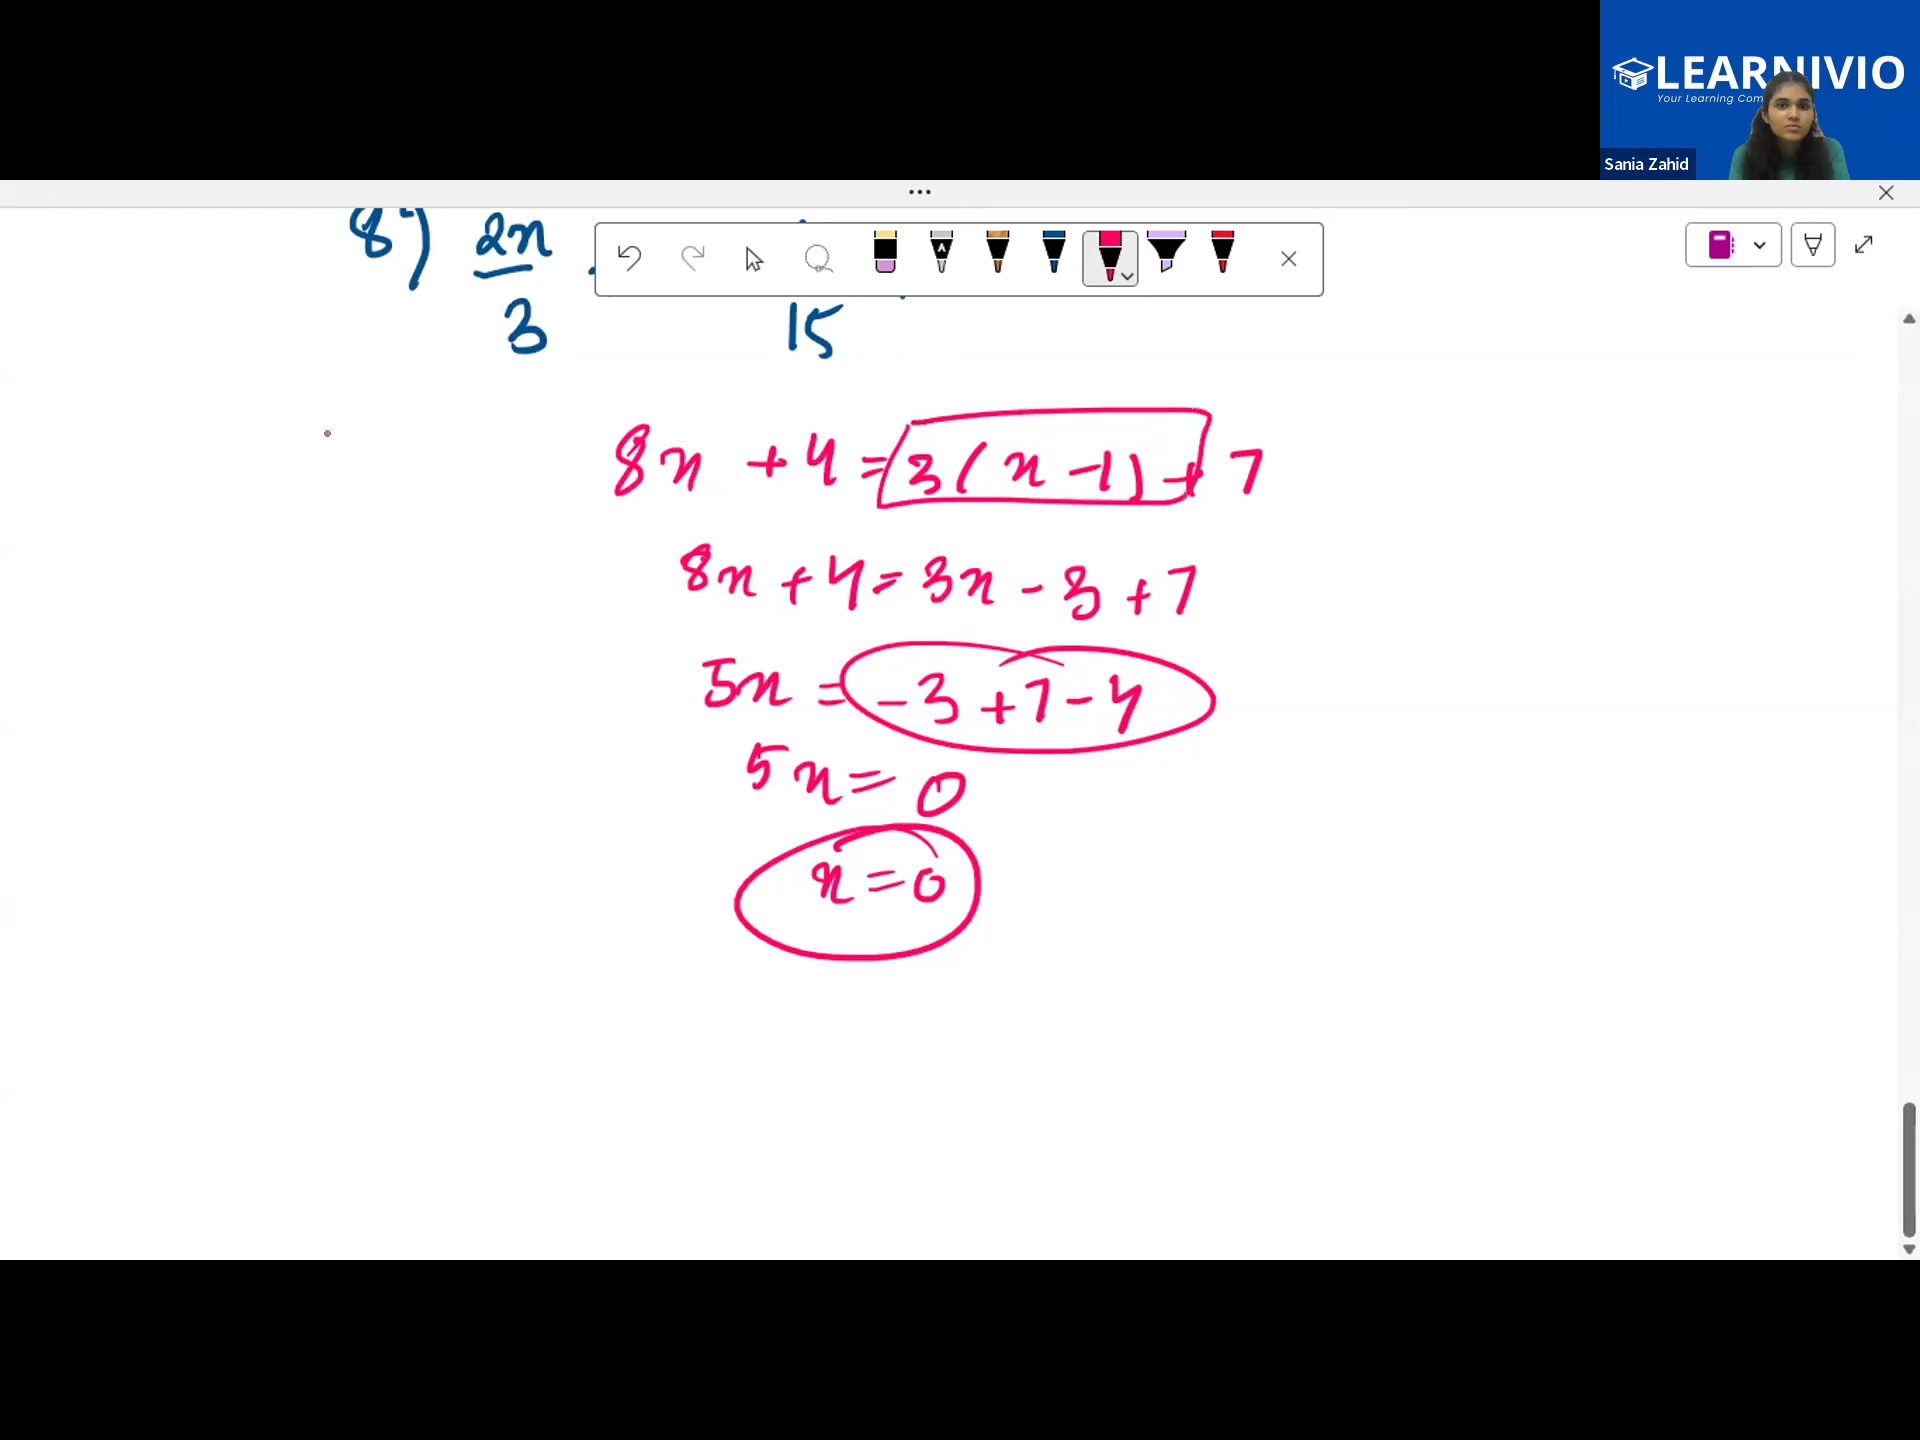 LEARNIVIO
Your Learning Com
Sania Zahid
8) 2x
3
15
8x + 4 = 3(x - 1) + 7
8x + 4 = 3x - 3 + 7
5x = - 3 + 7 - 4
5x = 0
x = 0